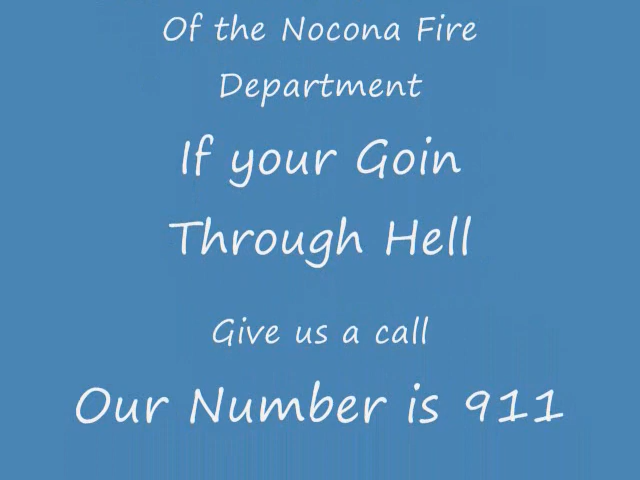 Of the Nocona Fire
Department
If your Goin
Through Hell
Give us a call
Our Number is 911